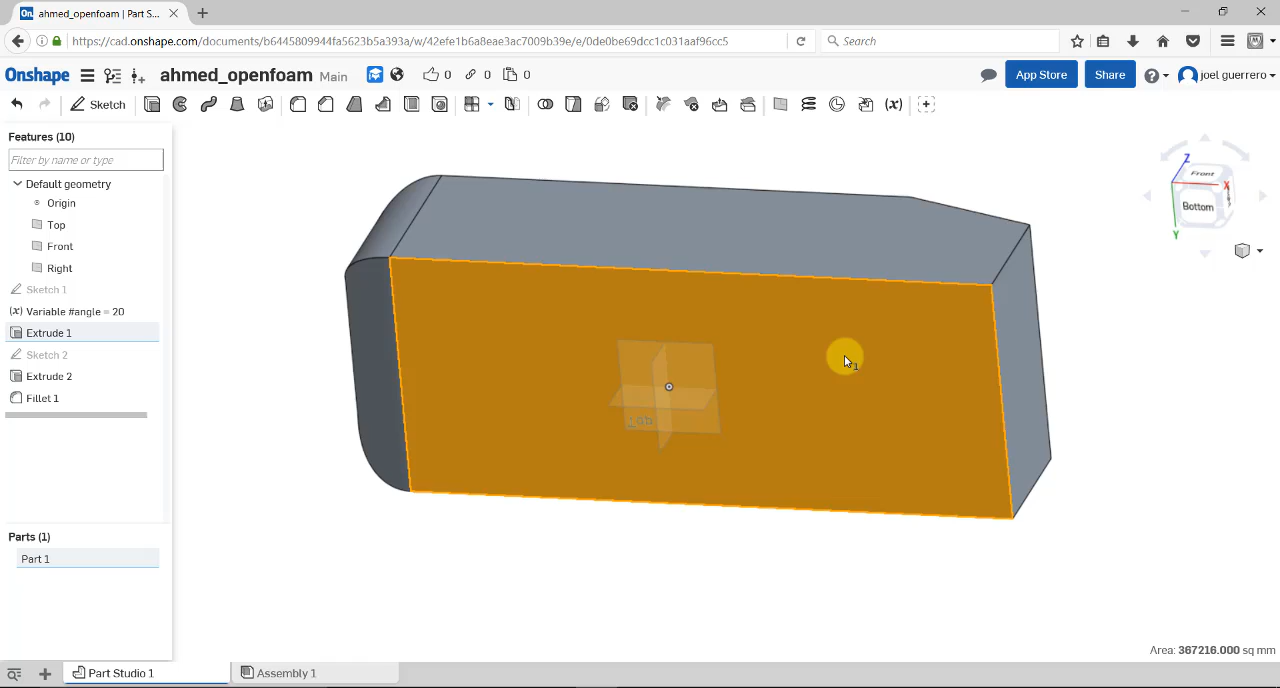 ahmed_openfoam | Part S...
https://cad.onshape.com/documents/b6445809944fa5623b5a393a/w/42efe1b6a8eae3ac7009b39e/e/0de0be69dcc1c031aaf96cc5
Search
Onshape
ahmed_openfoam Main
0
0
0
App Store
Share
joel guerrero
Sketch
(x)
Features (10)
Filter by name or type
Default geometry
Origin
Top
Front
Right
Sketch 1
(x) Variable #angle = 20
Extrude 1
Sketch 2
Extrude 2
Fillet 1
Parts (1)
Part 1
Z
Front
X
Bottom
Y
1
Area: 367216.000 sq mm
Part Studio 1
Assembly 1